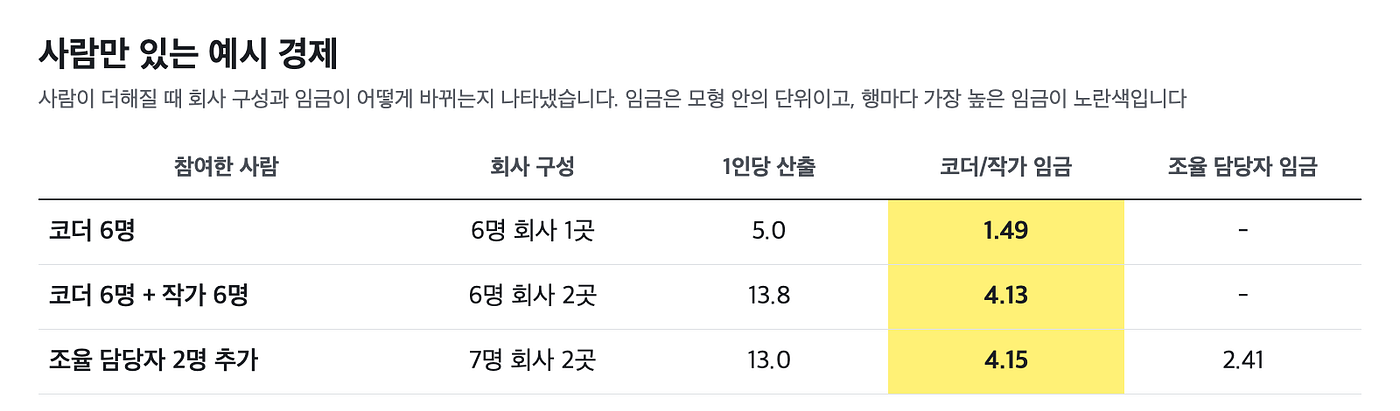 사람만 있는 예시 경제
사람이 더해질 때 회사 구성과 임금이 어떻게 바뀌는지 나타냈습니다. 임금은 모형 안의 단위이고, 행마다 가장 높은 임금이 노란색입니다
참여한 사람 회사 구성 1인당 산출 코더/작가 임금 조율 담당자 임금
코더 6명 6명 회사 1곳 5.0 1.49 -
코더 6명 + 작가 6명 6명 회사 2곳 13.8 4.13 -
조율 담당자 2명 추가 7명 회사 2곳 13.0 4.15 2.41